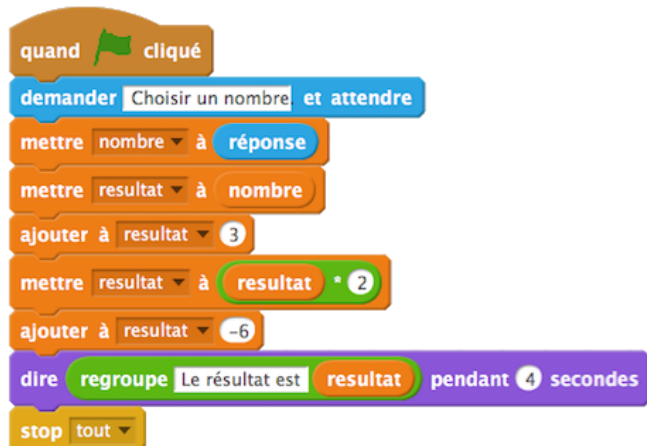 quand cliqué
demander Choisir un nombre. et attendre
mettre nombre à réponse
mettre resultat à nombre
ajouter à resultat 3
mettre resultat à resultat * 2
ajouter à resultat -6
dire regroupe Le résultat est resultat pendant 4 secondes
stop tout